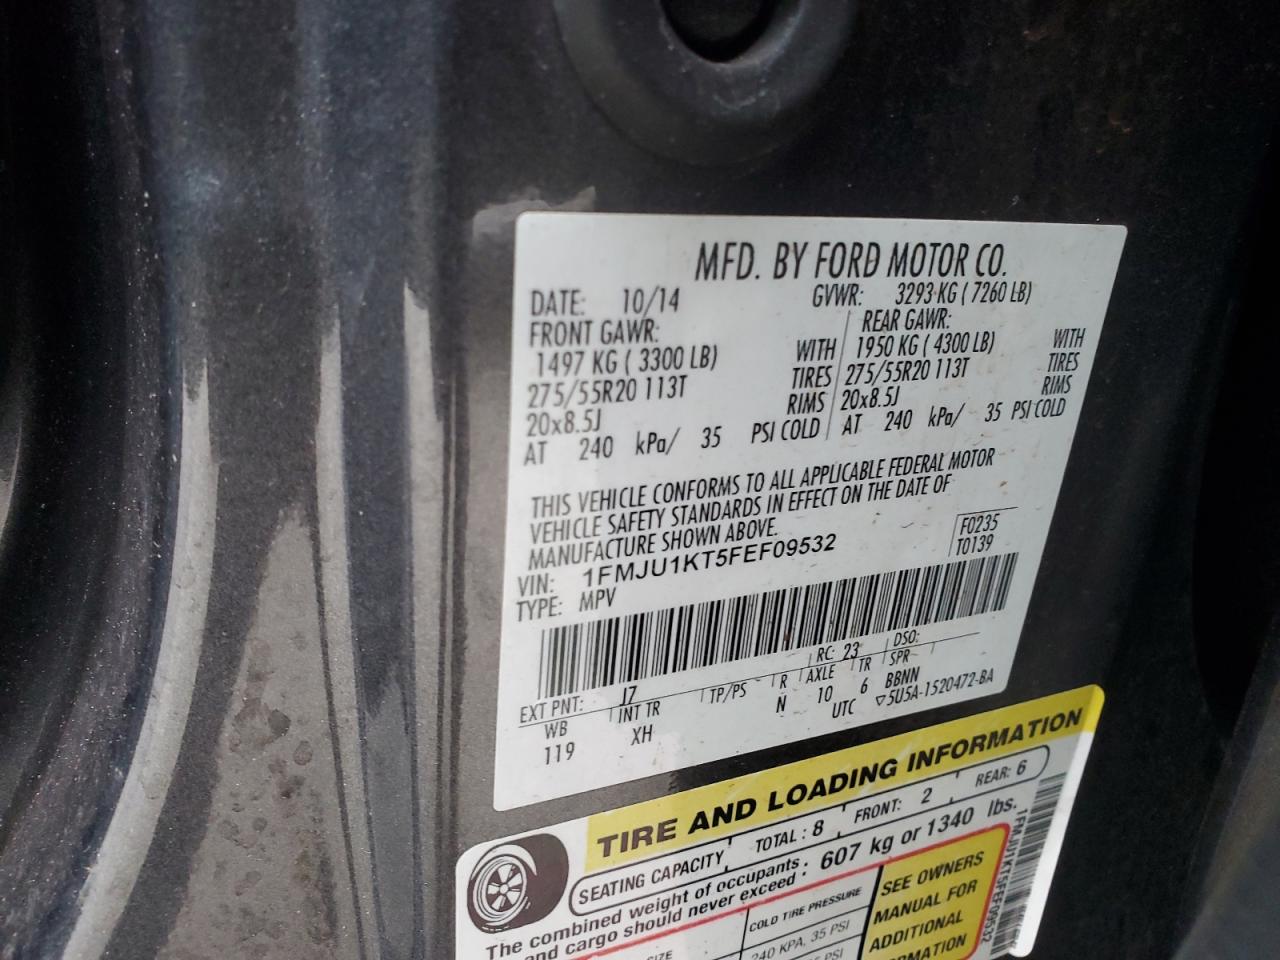 MFD. BY FORD MOTOR CO.
DATE: 10/14 GVWR: 3293 KG ( 7260 LB)
FRONT GAWR: REAR GAWR:
1497 KG ( 3300 LB) WITH 1950 KG ( 4300 LB) WITH
275/55R20 113T TIRES 275/55R20 113T TIRES
20x8.5J RIMS 20x8.5J RIMS
AT 240 kPa/ 35 PSI COLD AT 240 kPa/ 35 PSI COLD
THIS VEHICLE CONFORMS TO ALL APPLICABLE FEDERAL MOTOR
VEHICLE SAFETY STANDARDS IN EFFECT ON THE DATE OF
MANUFACTURE SHOWN ABOVE.
F0235
T0139
VIN: 1FMJU1KT5FEF09532
TYPE: MPV
RC: 23 DSO:
EXT PNT: J7
WB INT TR TP/PS R AXLE TR SPR
119 XH N 10 6 BBNN
UTC ▽5U5A-1520472-BA
TIRE AND LOADING INFORMATION
SEATING CAPACITY TOTAL: 8 FRONT: 2 REAR: 6
The combined weight of occupants
and cargo should never exceed: 607 kg or 1340 lbs.
SIZE COLD TIRE PRESSURE
240 KPA, 35 PSI
PSI
SEE OWNERS
MANUAL FOR
ADDITIONAL
1FMJU1KT5FEF09532